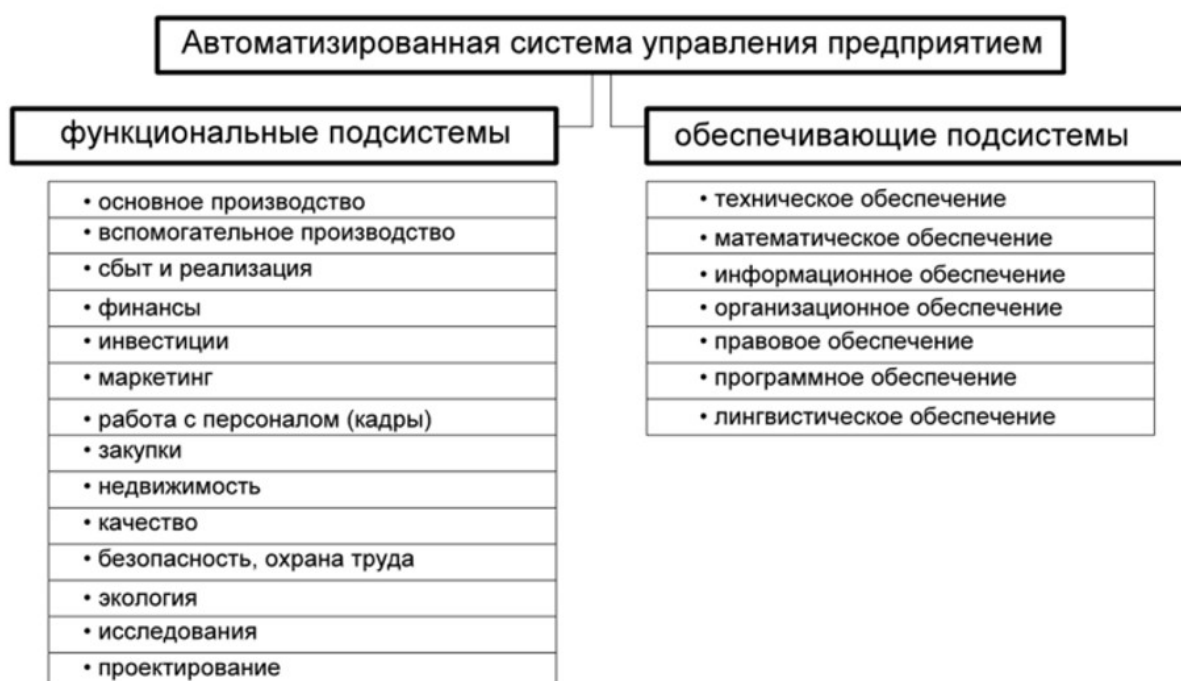 Автоматизированная система управления предприятием
функциональные подсистемы
• основное производство
• вспомогательное производство
• сбыт и реализация
• финансы
• инвестиции
• маркетинг
• работа с персоналом (кадры)
• закупки
• недвижимость
• качество
• безопасность, охрана труда
• экология
• исследования
• проектирование
обеспечивающие подсистемы
• техническое обеспечение
• математическое обеспечение
• информационное обеспечение
• организационное обеспечение
• правовое обеспечение
• программное обеспечение
• лингвистическое обеспечение